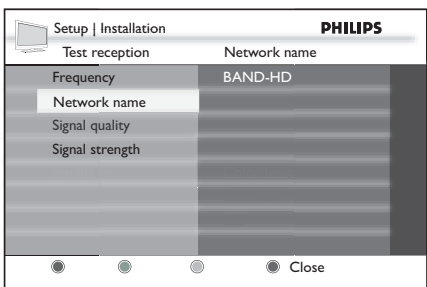 Setup | Installation
PHILIPS
Test reception
Network name
Frequency
BAND-HD
Network name
Signal quality
Signal strength
Close